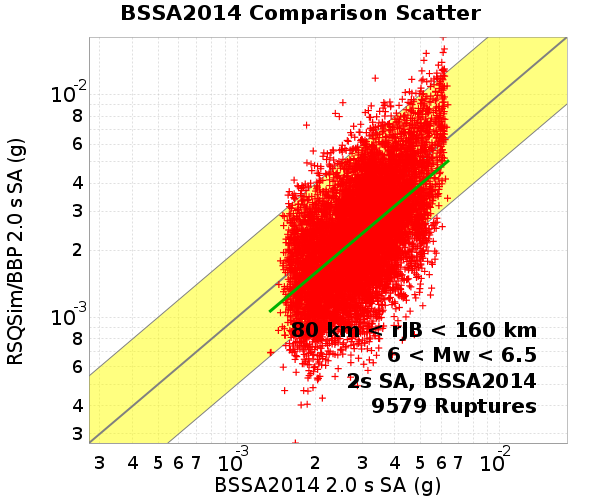 BSSA2014 Comparison Scatter
RSQSim/BBP 2.0 s SA (g)
10-2
8
6
4
3
2
10-3
8
6
4
3
80 km < rJB < 160 km
6 < Mw < 6.5
2s SA, BSSA2014
9579 Ruptures
3 4 5 6 7 10-3 2 3 4 5 6 7 10-2
BSSA2014 2.0 s SA (g)